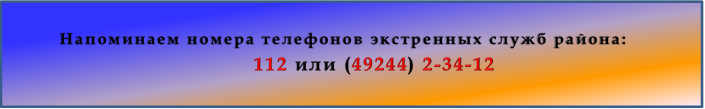 Напоминаем номера телефонов экстренных служб района:
112 или (49244) 2-34-12